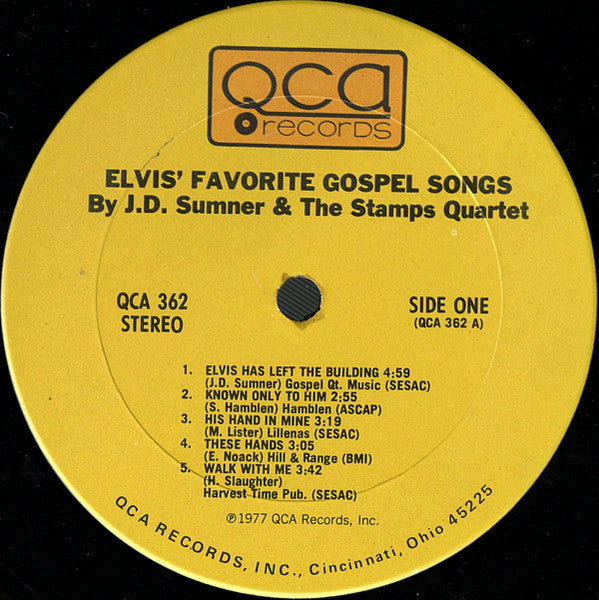 QCA
records
ELVIS' FAVORITE GOSPEL SONGS
By J.D. Sumner & The Stamps Quartet
QCA 362
STEREO
SIDE ONE
(QCA 362 A)
1. ELVIS HAS LEFT THE BUILDING 4:59
(J.D. Sumner) Gospel Qt. Music (SESAC)
2. KNOWN ONLY TO HIM 2:55
(S. Hamblen) Hamblen (ASCAP)
3. HIS HAND IN MINE 3:19
(M. Lister) Lillenas (SESAC)
4. THESE HANDS 3:05
(E. Noack) Hill & Range (BMI)
5. WALK WITH ME 3:42
(H. Slaughter)
Harvest Time Pub. (SESAC)
℗1977 QCA Records, Inc.
QCA RECORDS, INC., Cincinnati, Ohio 45225